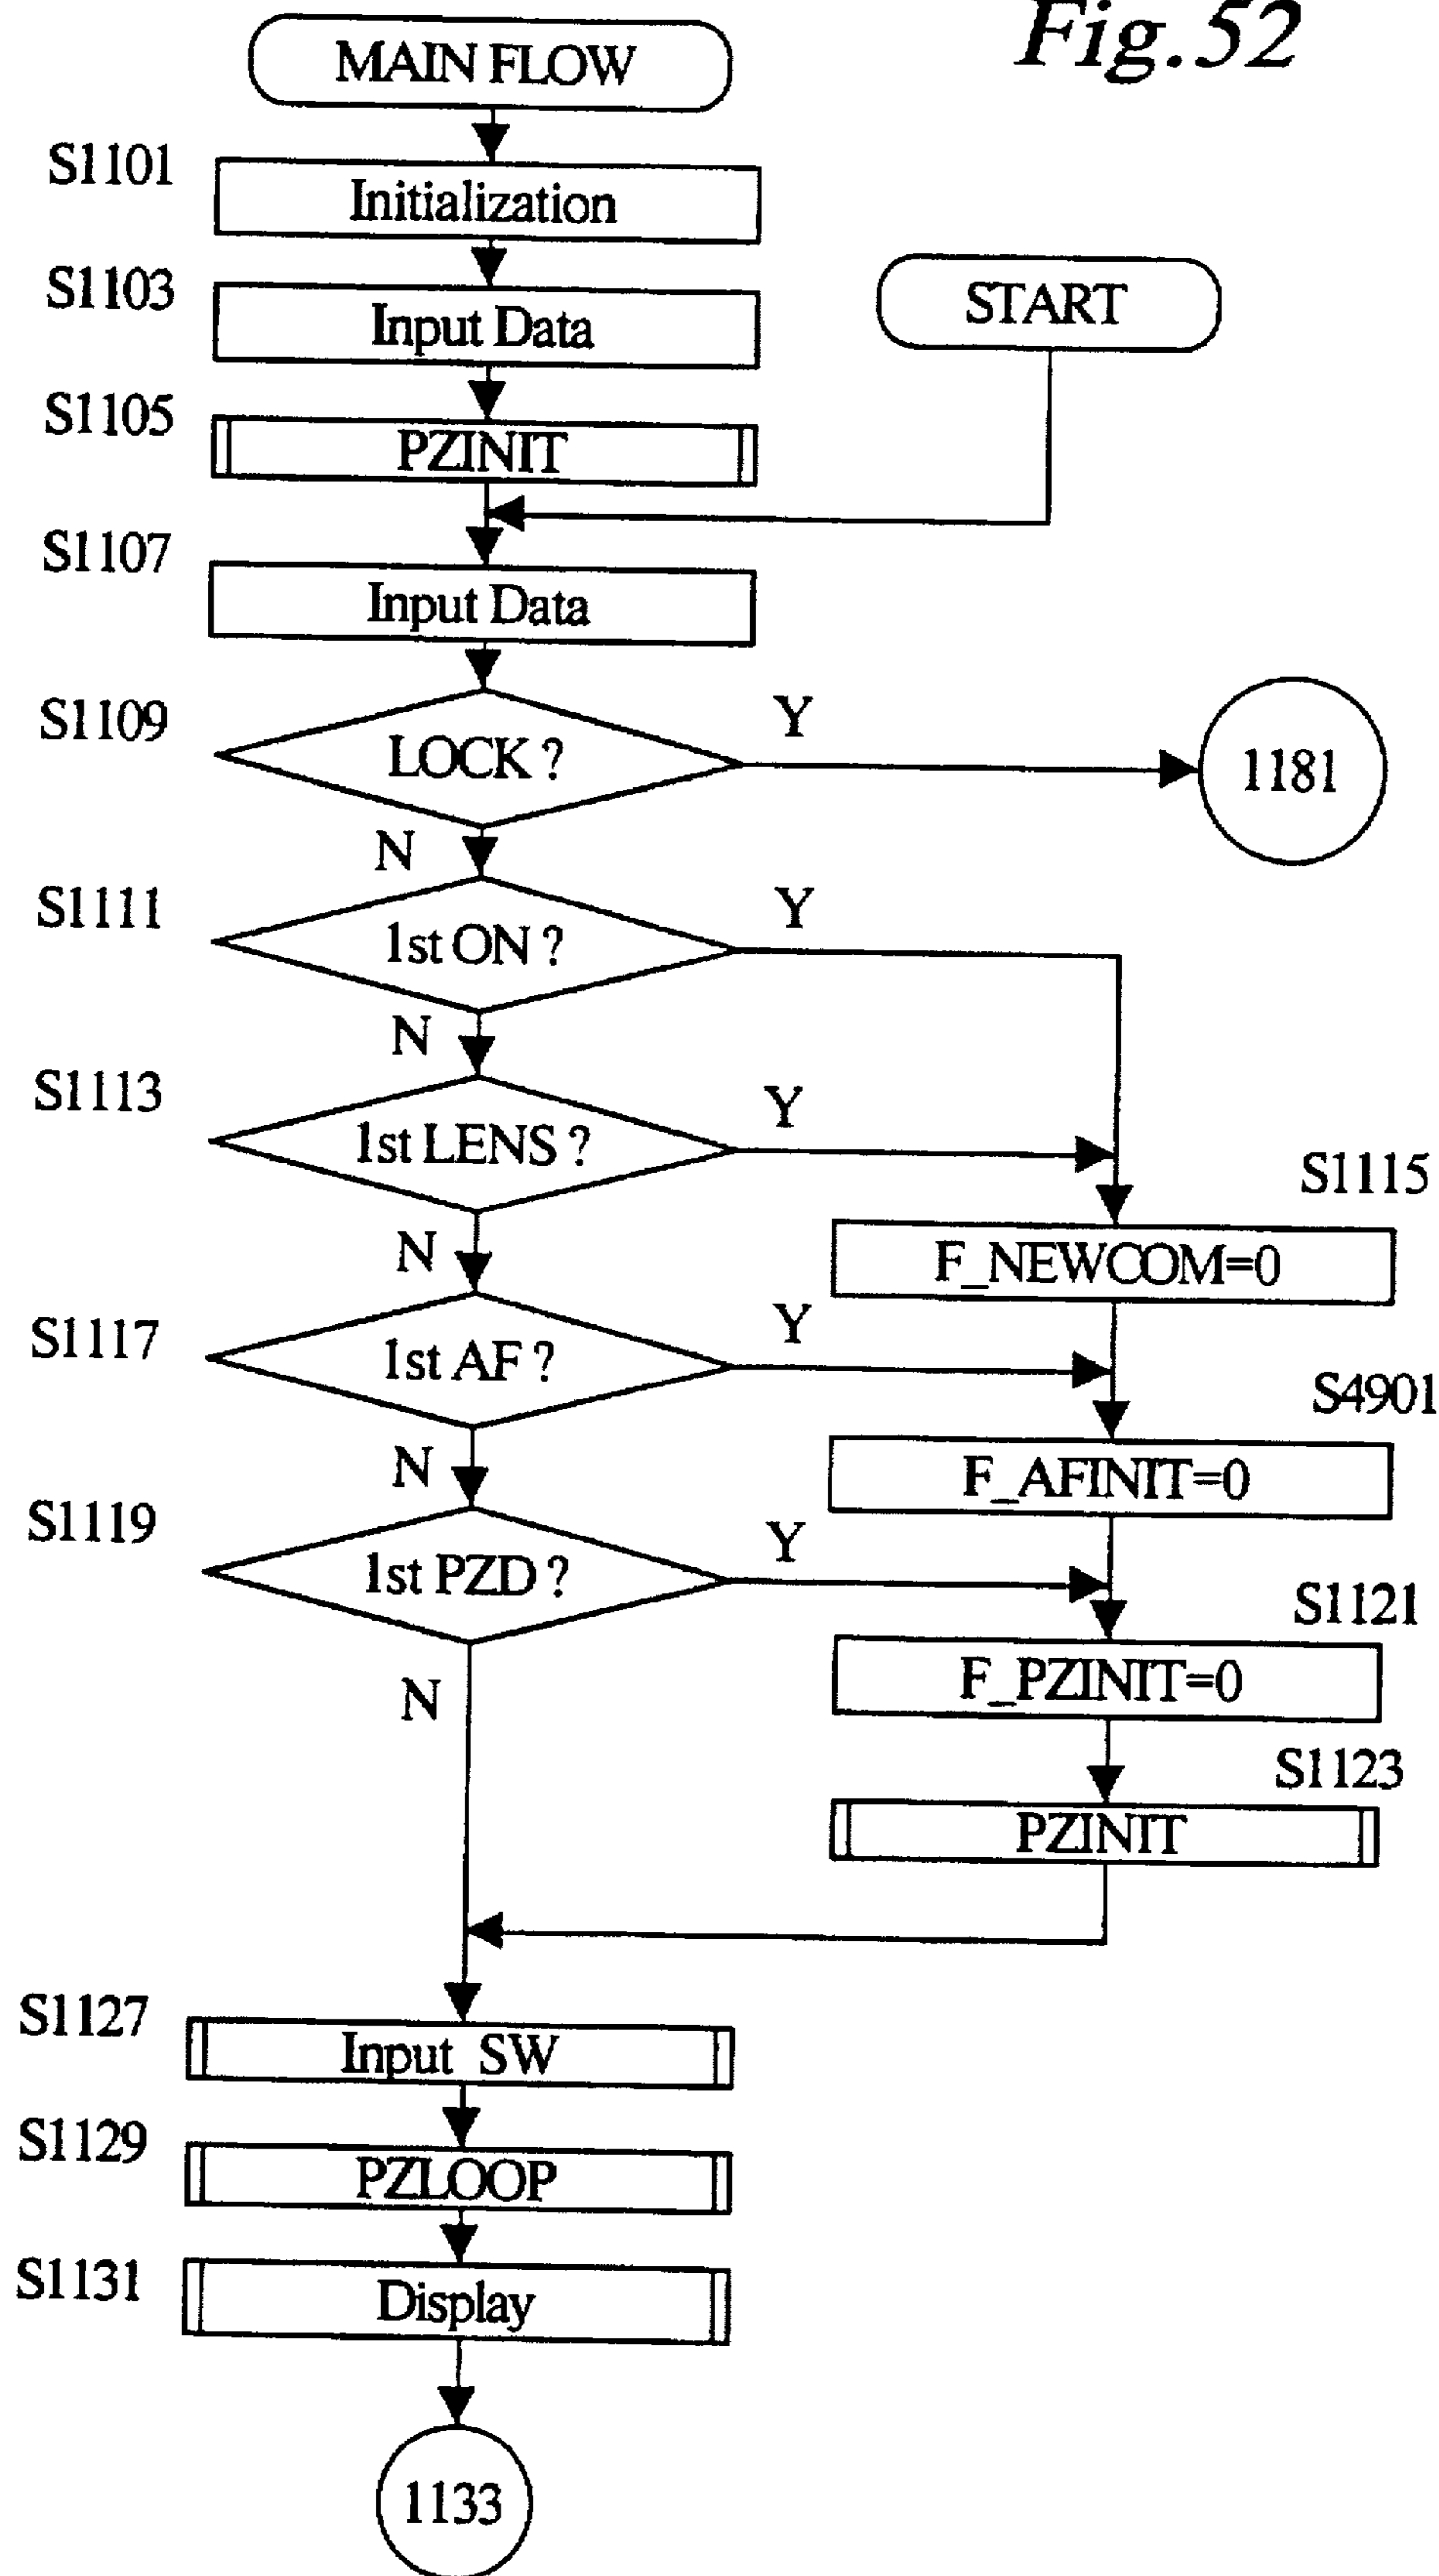 Fig.52
MAIN FLOW
S1101
Initialization
S1103
Input Data
START
S1105
PZINIT
S1107
Input Data
S1109
LOCK ?
Y
1181
N
S1111
1st ON ?
Y
N
S1113
1st LENS ?
Y
S1115
F_NEWCOM=0
N
S1117
1st AF ?
Y
S4901
F_AFINIT=0
N
S1119
1st PZD ?
Y
S1121
F_PZINIT=0
N
S1123
PZINIT
S1127
Input SW
S1129
PZLOOP
S1131
Display
1133